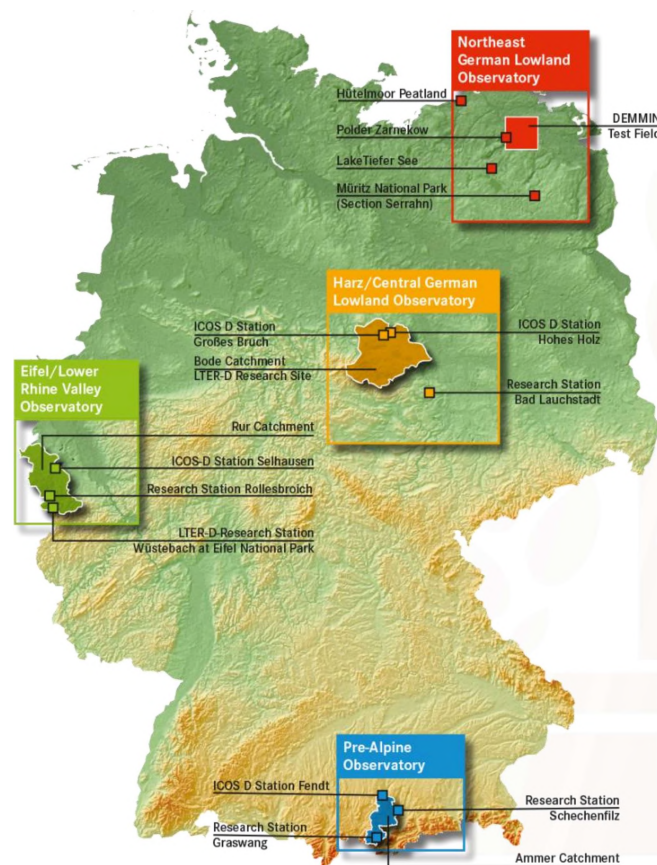 Northeast
German Lowland
Observatory
Hütelmoor Peatland
DEMMIN
Test Field
Polder Zarnekow
LakeTiefer See
Müritz National Park
(Section Serrahn)
Harz/Central German
Lowland Observatory
ICOS D Station
Großes Bruch
ICOS D Station
Hohes Holz
Bode Catchment
LTER-D Research Site
Research Station
Bad Lauchstadt
Eifel/Lower
Rhine Valley
Observatory
Rur Catchment
ICOS-D Station Selhausen
Research Station Rollesbroich
LTER-D-Research Station
Wüstebach at Eifel National Park
Pre-Alpine
Observatory
ICOS D Station Fendt
Research Station
Schechenfilz
Research Station
Graswang
Ammer Catchment